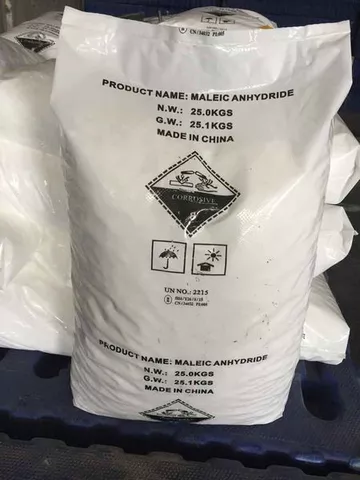 PRODUCT NAME: MALEIC ANHYDRIDE
N.W.: 25.0KGS
G.W.: 25.1KGS
MADE IN CHINA
CORROSIVE
8
UN NO.: 2215
PRODUCT NAME: MALEIC ANHYDRIDE
N.W.: 25.0KGS
G.W.: 25.1KGS
MADE IN CHINA